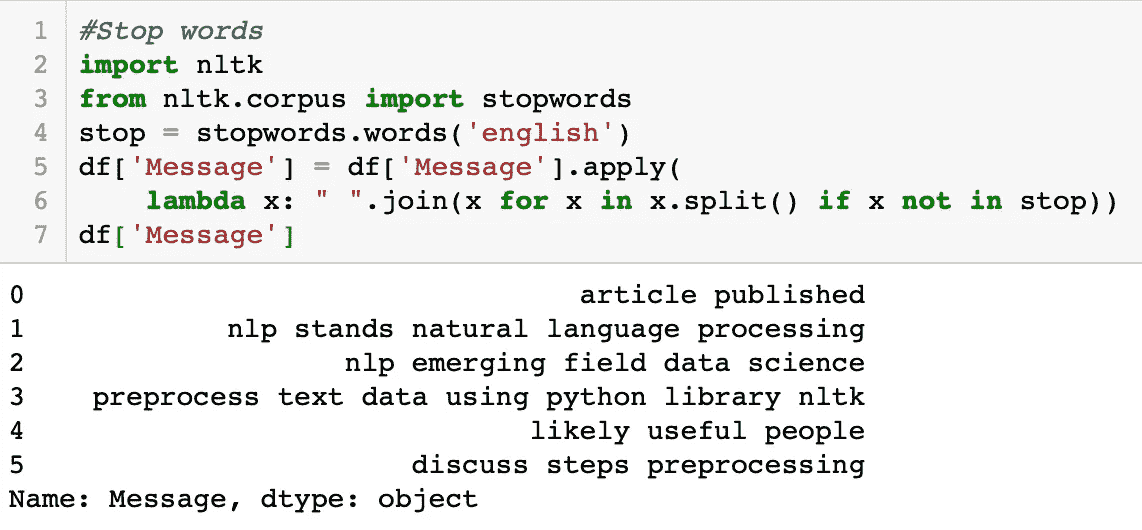 1 #Stop words
2 import nltk
3 from nltk.corpus import stopwords
4 stop = stopwords.words('english')
5 df['Message'] = df['Message'].apply(
6     lambda x: " ".join(x for x in x.split() if x not in stop))
7 df['Message']
0 article published
1 nlp stands natural language processing
2 nlp emerging field data science
3 preprocess text data using python library nltk
4 likely useful people
5 discuss steps preprocessing
Name: Message, dtype: object